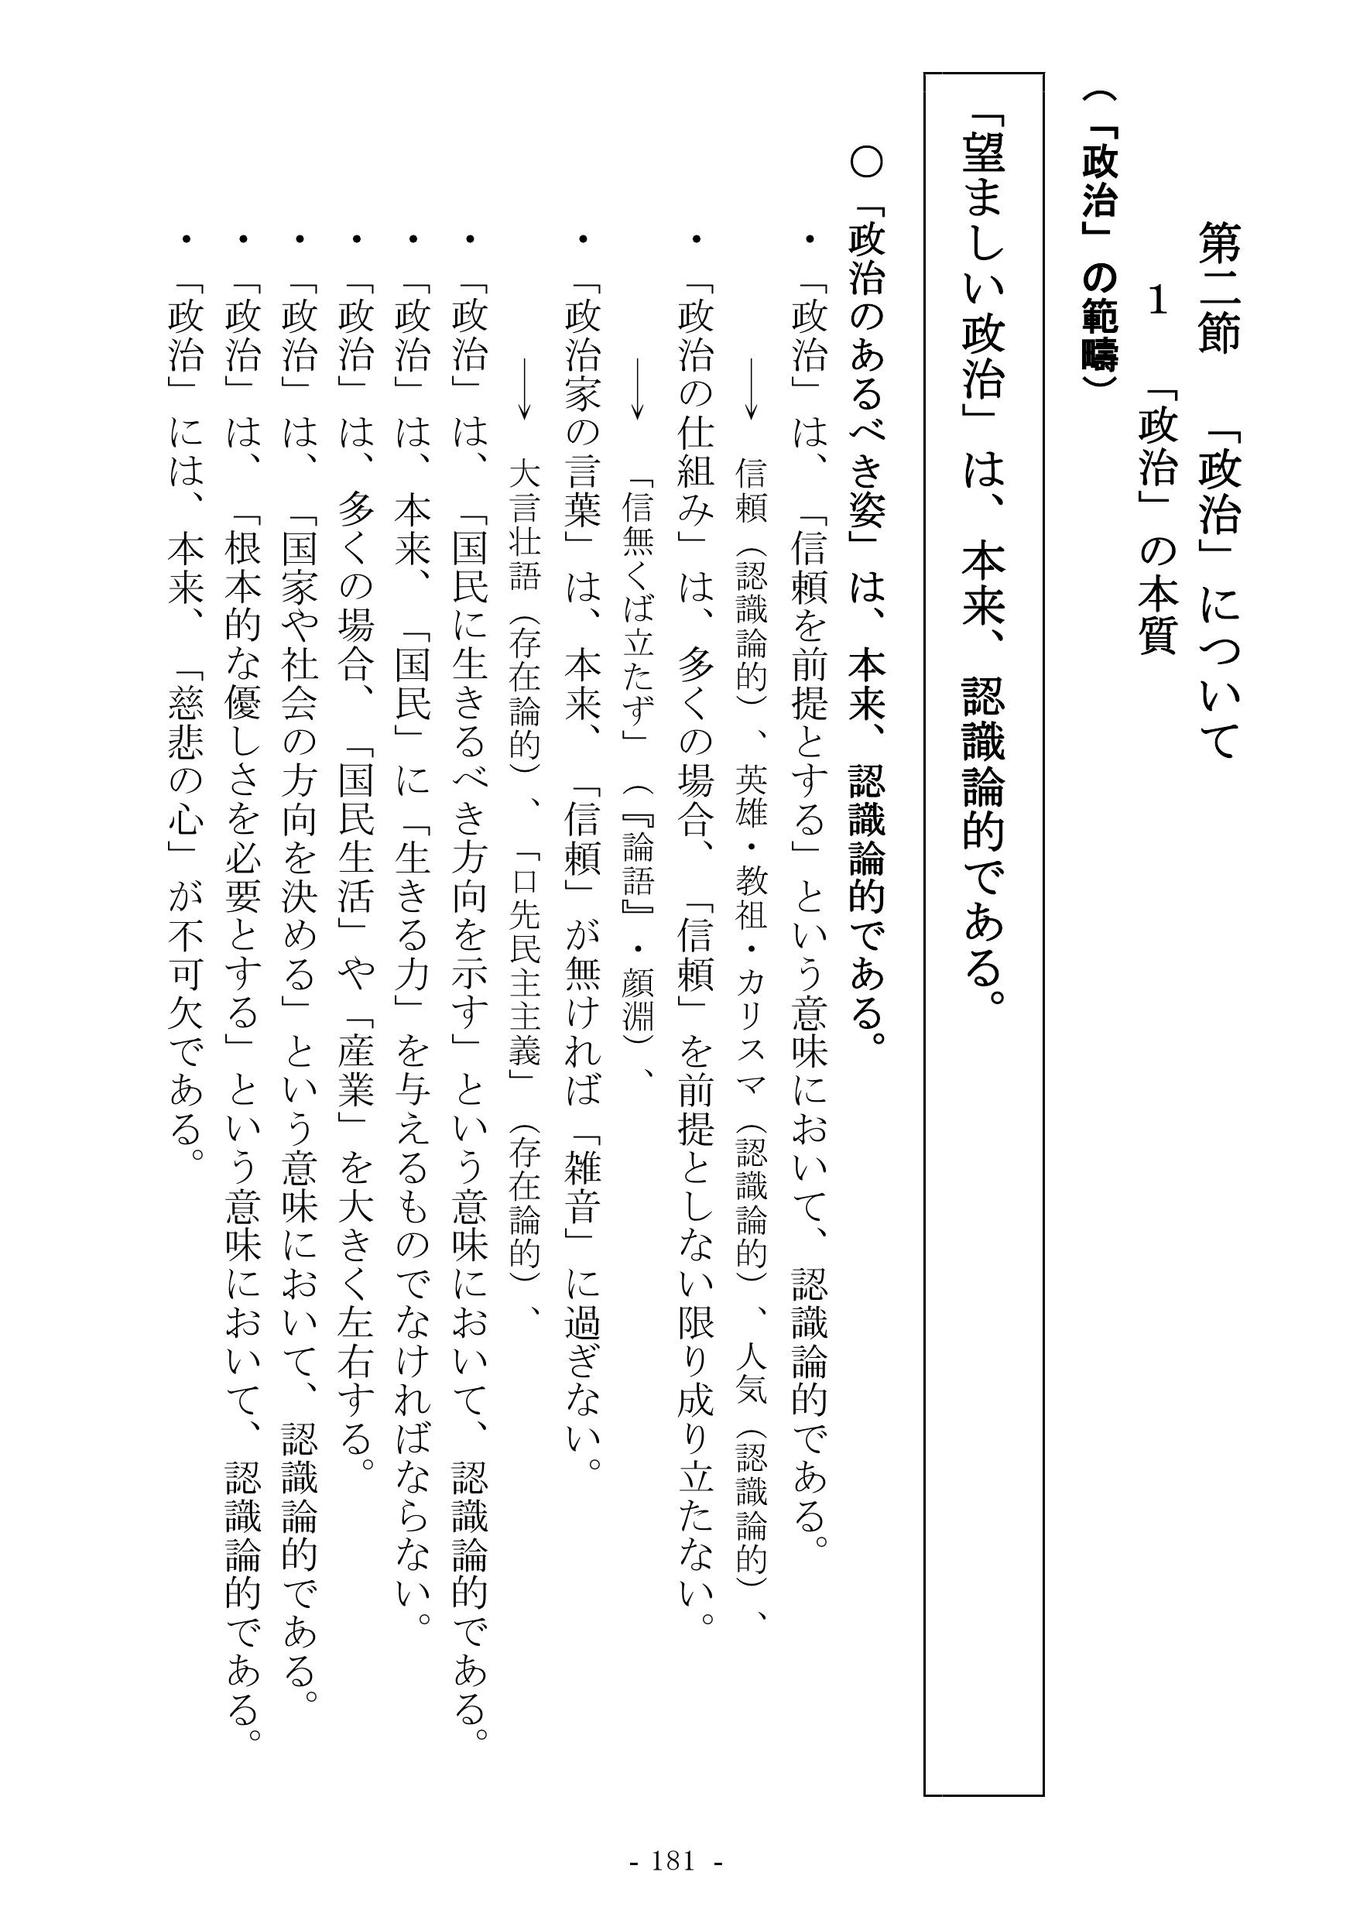 第二節　「政治」について
1　「政治」の本質
（「政治」の範疇）
「望ましい政治」は、本来、認識論的である。
○「政治のあるべき姿」は、本来、認識論的である。
・「政治」は、「信頼を前提とする」という意味において、認識論的である。
→　信頼（認識論的）、英雄・教祖・カリスマ（認識論的）、人気（認識論的）、
・「政治の仕組み」は、多くの場合、「信頼」を前提としない限り成り立たない。
→　「信無くば立たず」（『論語』・顔淵）、
・「政治家の言葉」は、本来、「信頼」が無ければ「雑音」に過ぎない。
→　大言壮語（存在論的）、「口先民主主義」（存在論的）、
・「政治」は、「国民に生きるべき方向を示す」という意味において、認識論的である。
・「政治」は、本来、「国民」に「生きる力」を与えるものでなければならない。
・「政治」は、多くの場合、「国民生活」や「産業」を大きく左右する。
・「政治」は、「国家や社会の方向を決める」という意味において、認識論的である。
・「政治」は、「根本的な優しさを必要とする」という意味において、認識論的である。
・「政治」には、本来、「慈悲の心」が不可欠である。
- 181 -